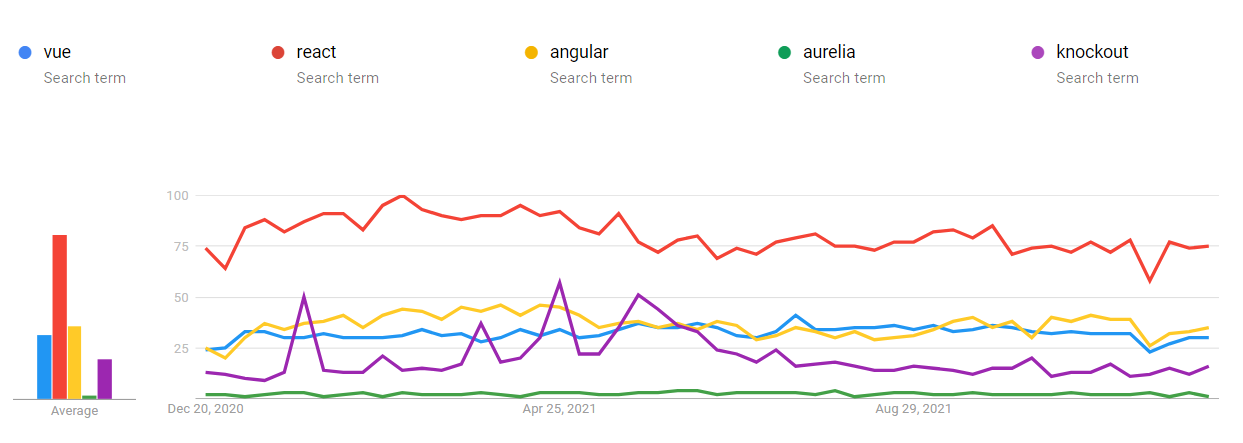 vue
Search term
react
Search term
angular
Search term
aurelia
Search term
knockout
Search term
100
75
50
25
Average
Dec 20, 2020
Apr 25, 2021
Aug 29, 2021